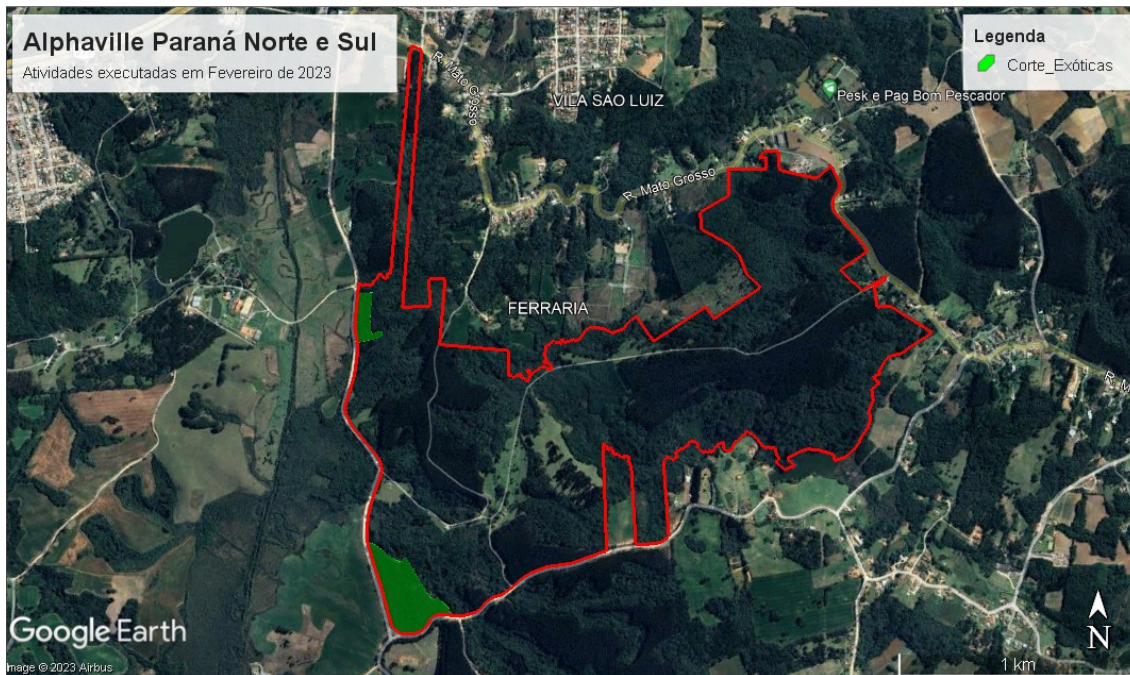 Alphaville Paraná Norte e Sul
Atividades executadas em Fevereiro de 2023
Legenda
Corte_Exóticas
R. Mato Grosso
VILA SAO LUIZ
Pesk e Pag Bom Pescador
R. Mato Grosso
FERRARIA
R. M
Google Earth
mage © 2023 Airbus
N
1 km